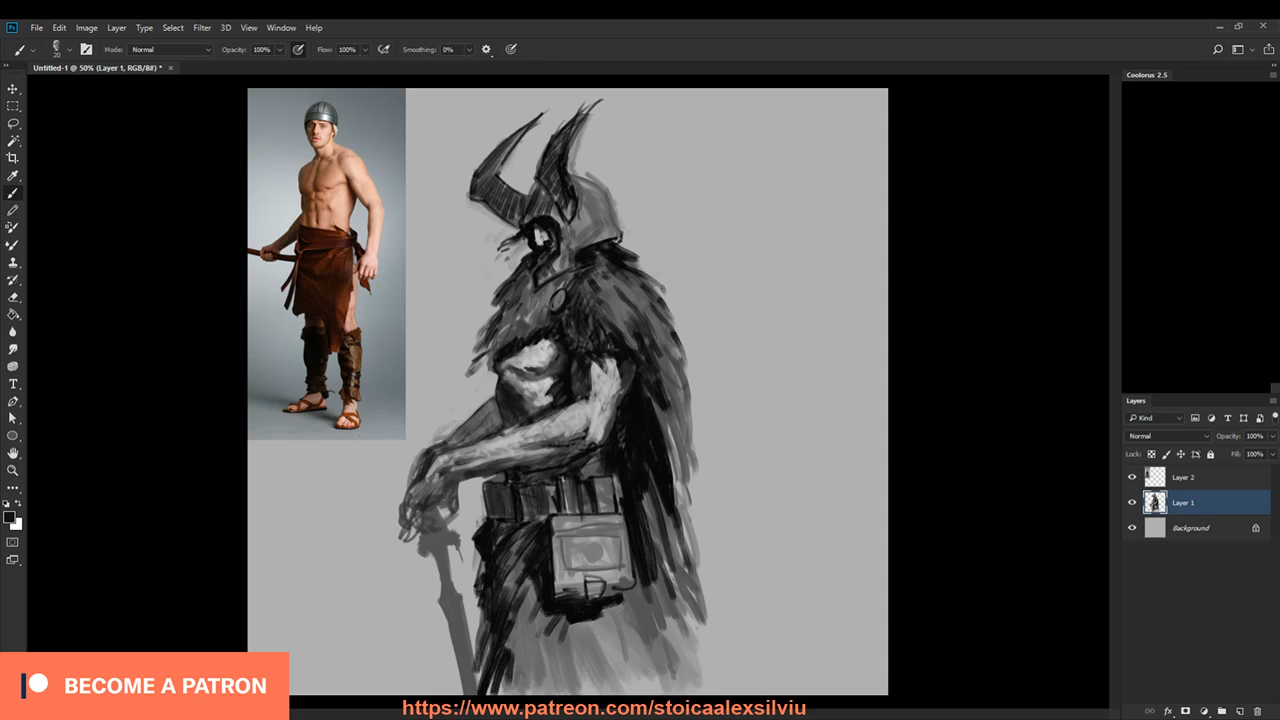 Ps File Edit Image Layer Type Select Filter 3D View Window Help
20 Mode: Normal Opacity: 100% Flow: 100% Smoothing: 0%
Untitled-1 @ 50% (Layer 1, RGB/8#) *
Coolorus 2.5
Layers
Kind
Normal Opacity: 100%
Lock: Fill: 100%
Layer 2
Layer 1
Background
BECOME A PATRON
https://www.patreon.com/stoicaalexsilviu